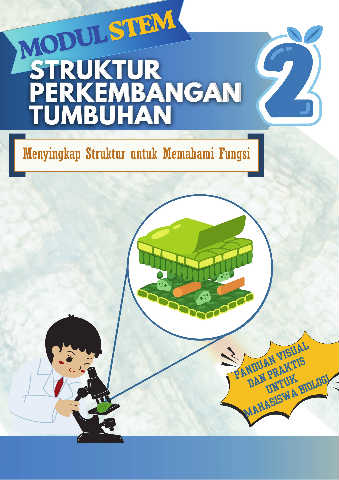 MODUL STEM
STRUKTUR
PERKEMBANGAN
TUMBUHAN
2
Menyingkap Struktur untuk Memahami Fungsi
PANDUAN VISUAL
DAN PRAKTIS
UNTUK
MAHASISWA BIOLOGI